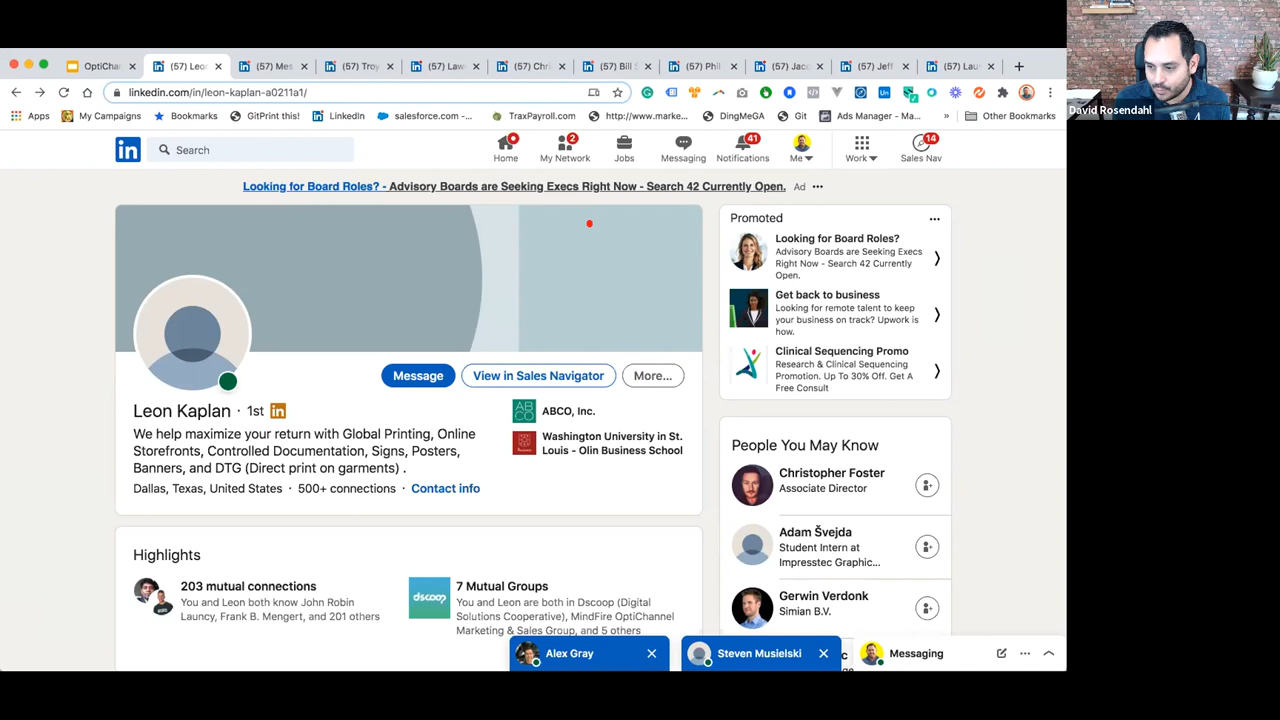 OptiChan
(57) Leon
(57) Mes
(57) Troy
(57) Law
(57) Chri
(57) Bill S
(57) Phil
(57) Jac
(57) Jeff
(57) Lau
linkedin.com/in/leon-kaplan-a0211a1/
Apps
My Campaigns
Bookmarks
GitPrint this!
LinkedIn
salesforce.com -...
TraxPayroll.com
http://www.marke...
DingMeGA
Git
Ads Manager - Ma...
»
Other Bookmarks
David Rosendahl
in
Search
Home
2
My Network
Jobs
Messaging
41
Notifications
Me
Work
14
Sales Nav
Looking for Board Roles? - Advisory Boards are Seeking Execs Right Now - Search 42 Currently Open. Ad
Message
View in Sales Navigator
More...
Leon Kaplan · 1st in
We help maximize your return with Global Printing, Online
Storefronts, Controlled Documentation, Signs, Posters,
Banners, and DTG (Direct print on garments) .
Dallas, Texas, United States · 500+ connections · Contact info
AB
CO
ABCO, Inc.
Washington University in St.
Louis - Olin Business School
Highlights
203 mutual connections
You and Leon both know John Robin
Launcy, Frank B. Mengert, and 201 others
dscoop
7 Mutual Groups
You and Leon are both in Dscoop (Digital
Solutions Cooperative), MindFire OptiChannel
Marketing & Sales Group, and 5 others
Promoted
Looking for Board Roles?
Advisory Boards are Seeking Execs
Right Now - Search 42 Currently
Open.
Get back to business
Looking for remote talent to keep
your business on track? Upwork is
how.
Clinical Sequencing Promo
Research & Clinical Sequencing
Promotion. Up To 30% Off. Get A
Free Consult
People You May Know
Christopher Foster
Associate Director
Adam Švejda
Student Intern at
Impresstec Graphic...
Gerwin Verdonk
Simian B.V.
Alex Gray
Steven Musielski
Messaging